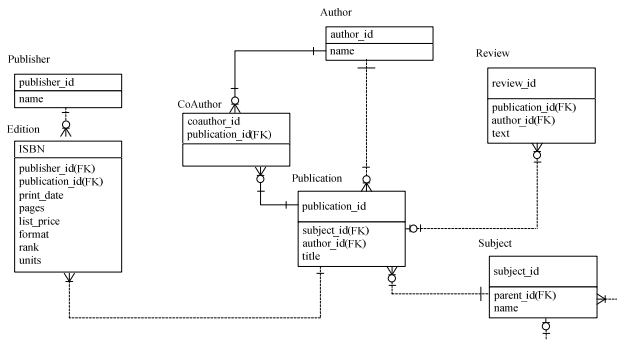 Author
author_id
name
Publisher
publisher_id
name
Review
review_id
publication_id(FK)
author_id(FK)
text
CoAuthor
coauthor_id
publication_id(FK)
Edition
ISBN
publisher_id(FK)
publication_id(FK)
print_date
pages
list_price
format
rank
units
Publication
publication_id
subject_id(FK)
author_id(FK)
title
Subject
subject_id
parent_id(FK)
name